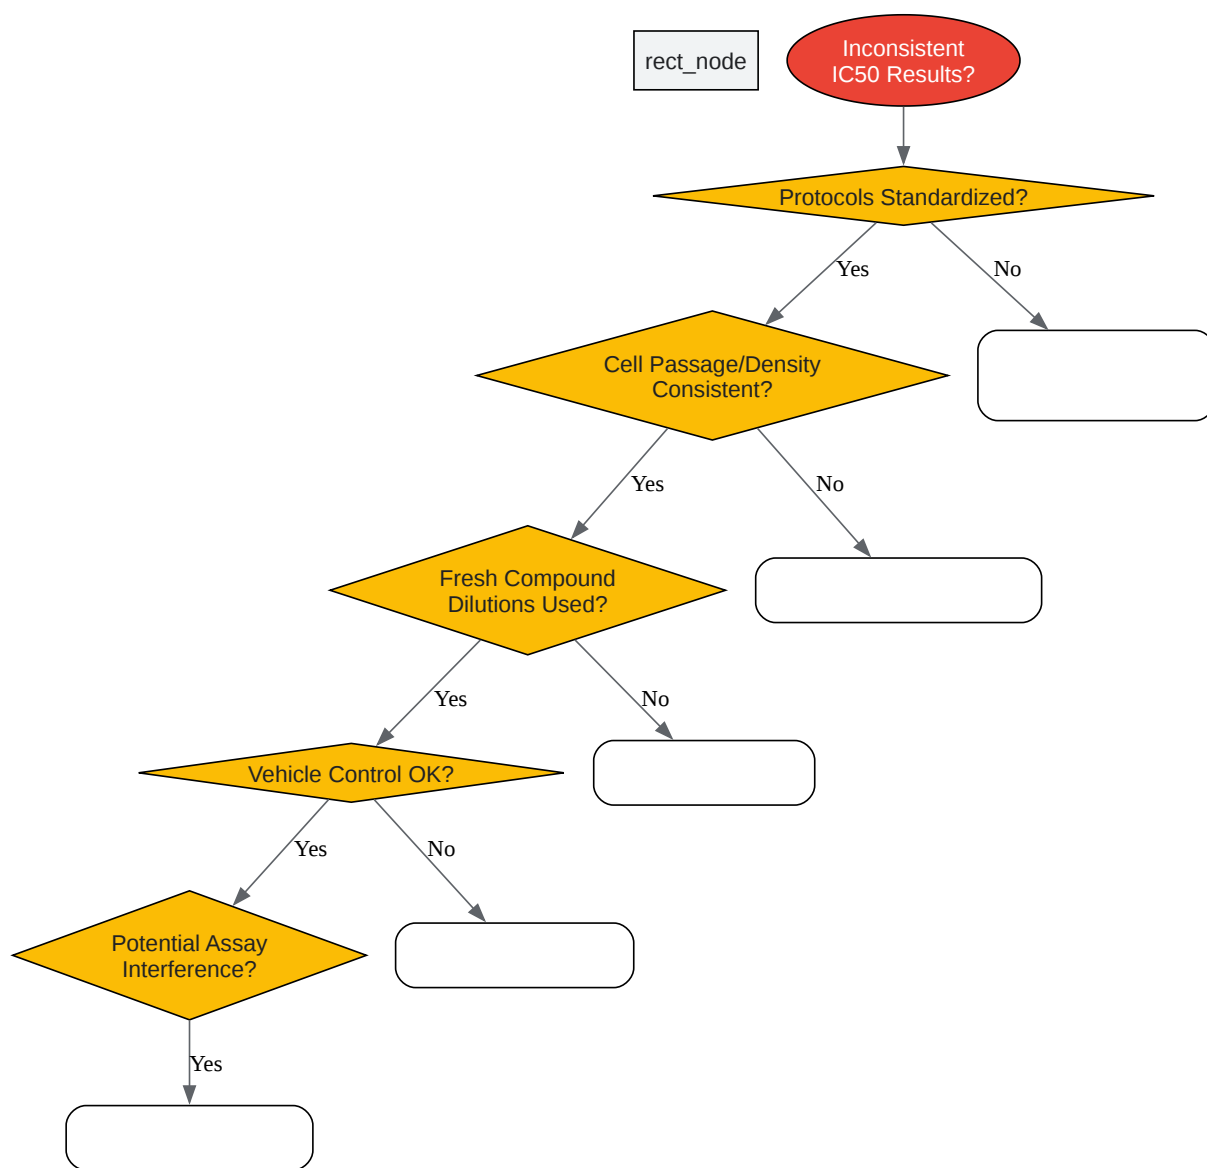 rect_node
Inconsistent
IC50 Results?
Protocols Standardized?
Yes
No
Cell Passage/Density
Consistent?
Yes
No
Fresh Compound
Dilutions Used?
Yes
No
Vehicle Control OK?
Yes
No
Potential Assay
Interference?
Yes